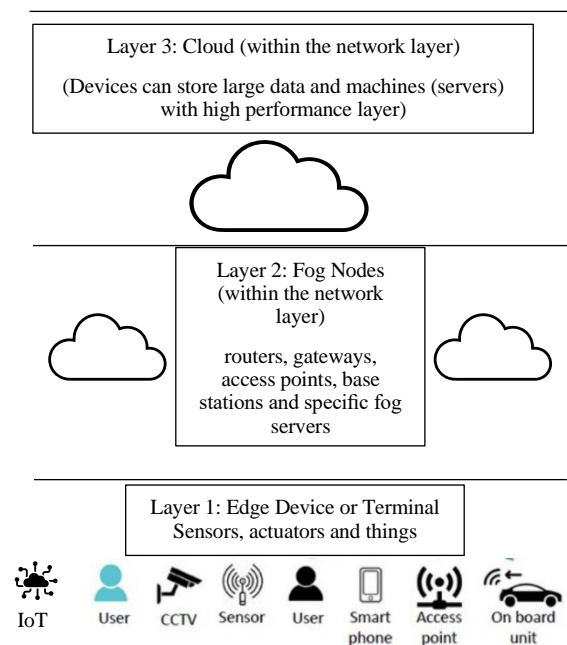 Layer 3: Cloud (within the network layer)
(Devices can store large data and machines (servers)
with high performance layer)
Layer 2: Fog Nodes
(within the network
layer)
routers, gateways,
access points, base
stations and specific fog
servers
Layer 1: Edge Device or Terminal
Sensors, actuators and things
IoT
User
CCTV
Sensor
User
Smart
phone
Access
point
On board
unit